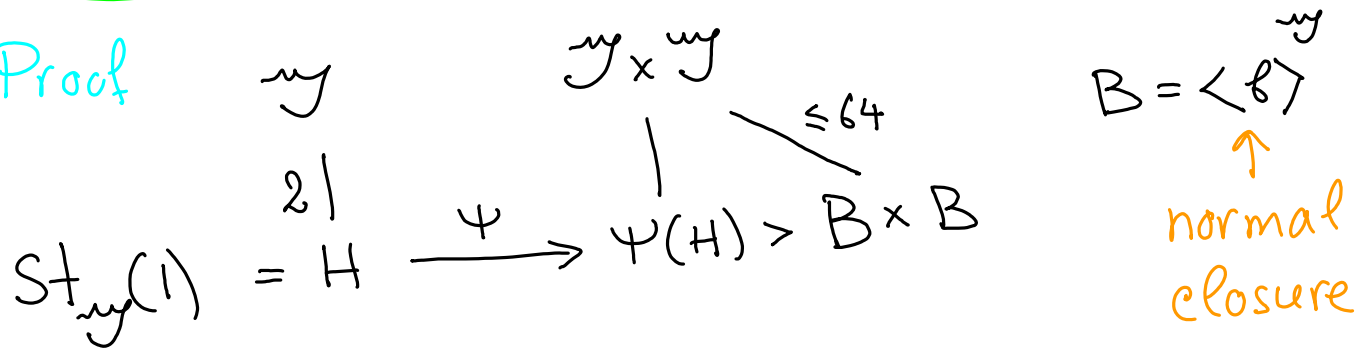 Proof 𝒢 𝒢 × 𝒢 B = <b>^𝒢
≤ 64
2
St_𝒢(1) = H —ψ→ Ψ(H) > B × B
normal
closure